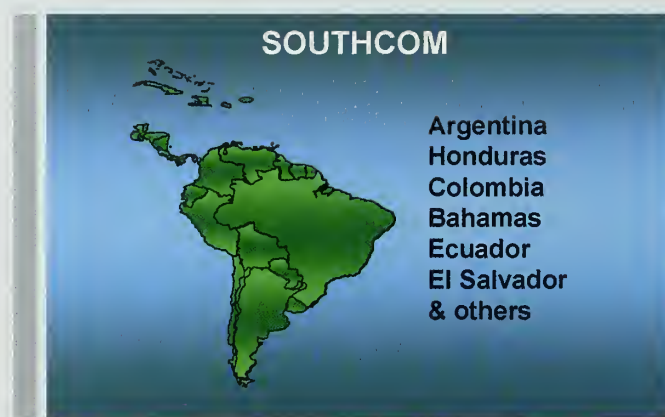 SOUTHCOM
Argentina
Honduras
Colombia
Bahamas
Ecuador
El Salvador
& others